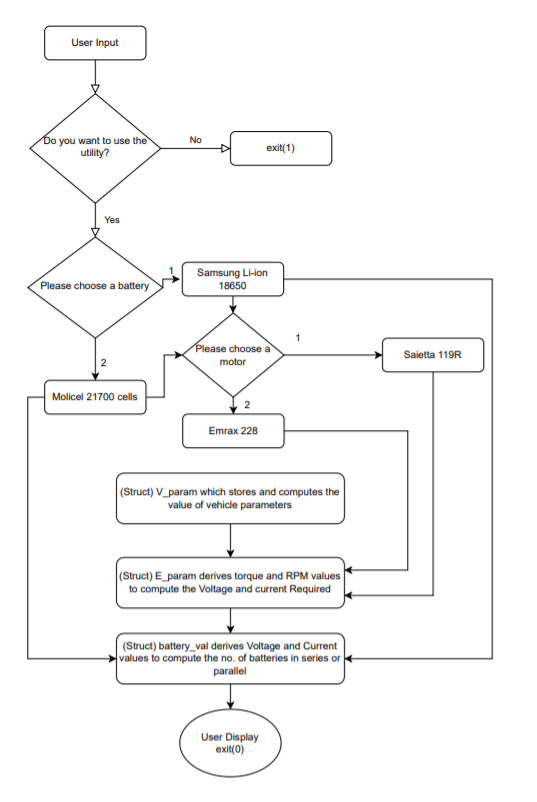 User Input
Do you want to use the
utility?
No
exit(1)
Yes
Please choose a battery
1
Samsung Li-ion
18650
2
Molicel 21700 cells
Please choose a
motor
1
Saietta 119R
2
Emrax 228
(Struct) V_param which stores and computes the
value of vehicle parameters
(Struct) E_param derives torque and RPM values
to compute the Voltage and current Required
(Struct) battery_val derives Voltage and Current
values to compute the no. of batteries in series or
parallel
User Display
exit(0)